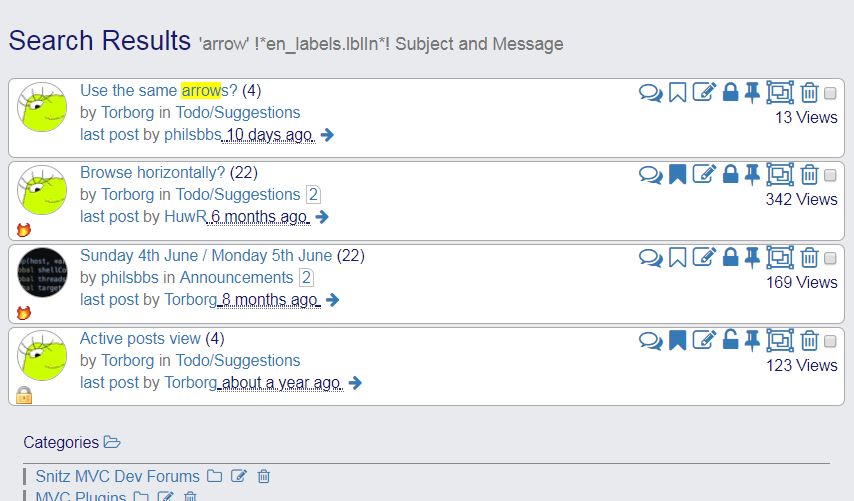 Search Results 'arrow' !*en_labels.lblIn*! Subject and Message
Use the same arrows? (4)
13 Views
by Torborg in Todo/Suggestions
last post by philsbbs 10 days ago
Browse horizontally? (22)
342 Views
by Torborg in Todo/Suggestions 2
last post by HuwR 6 months ago
Sunday 4th June / Monday 5th June (22)
169 Views
by philsbbs in Announcements 2
last post by Torborg 8 months ago
Active posts view (4)
123 Views
by Torborg in Todo/Suggestions
last post by Torborg about a year ago
Categories
Snitz MVC Dev Forums
MVC Plugins